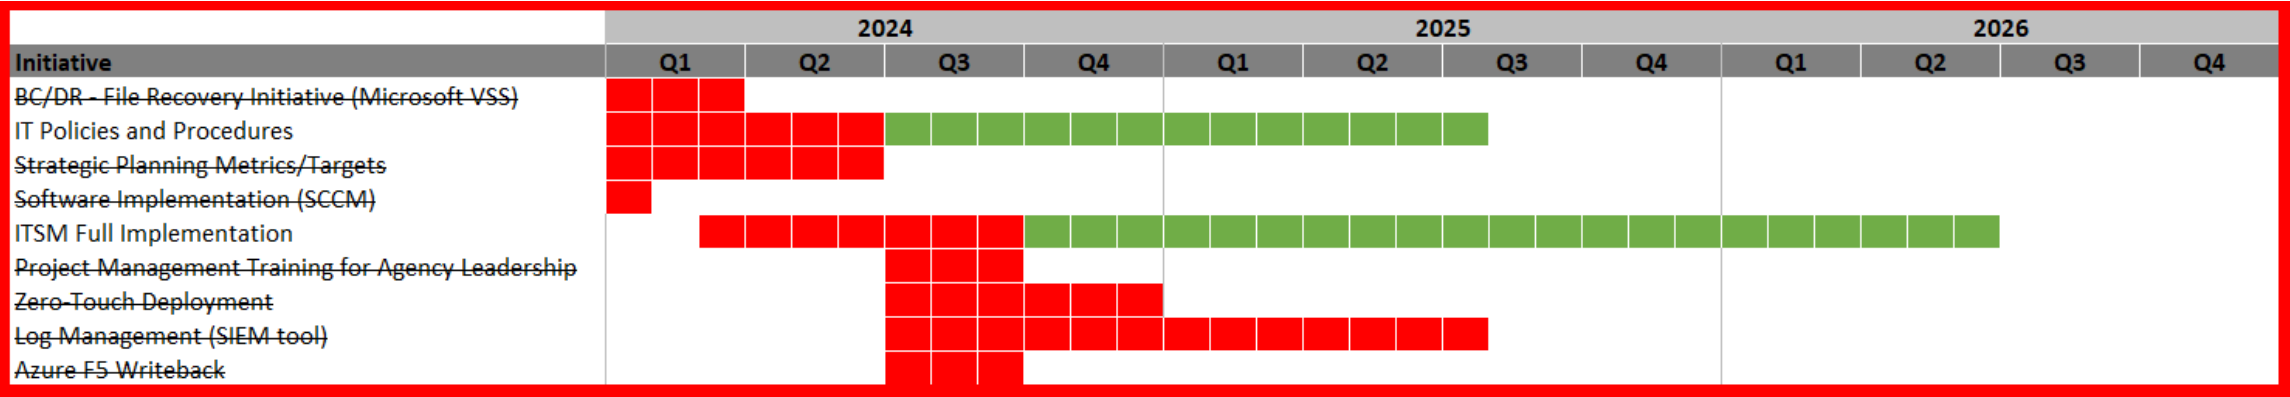 2024 2025 2026
Initiative Q1 Q2 Q3 Q4 Q1 Q2 Q3 Q4 Q1 Q2 Q3 Q4
BC/DR - File Recovery Initiative (Microsoft VSS)
IT Policies and Procedures
Strategic Planning Metrics/Targets
Software Implementation (SCCM)
ITSM Full Implementation
Project Management Training for Agency Leadership
Zero-Touch Deployment
Log Management (SIEM tool)
Azure F5 Writeback